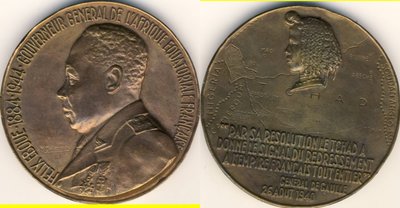 FELIX EBOUE 1884-1944 GOUVERNEUR GENERAL DE L'AFRIQUE EQUATORIALE FRANÇAISE
TCHAD
"PAR SA RESOLUTION LE TCHAD A
DONNE LE SIGNAL DU REDRESSEMENT
A L'EMPIRE FRANÇAIS TOUT ENTIER"
GENERAL DE GAULLE
26 AOUT 1940